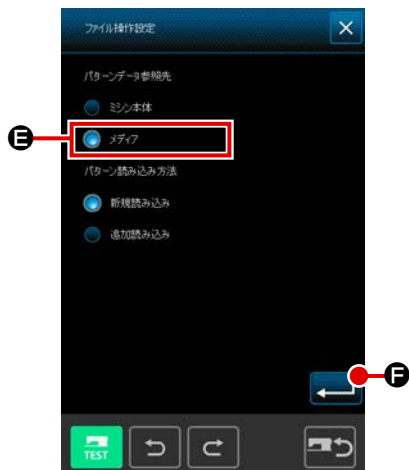 ファイル操作設定
パターンデータ参照先
ミシン本体
E
メディア
パターン読み込み方法
新規読み込み
追加読み込み
F
TEST